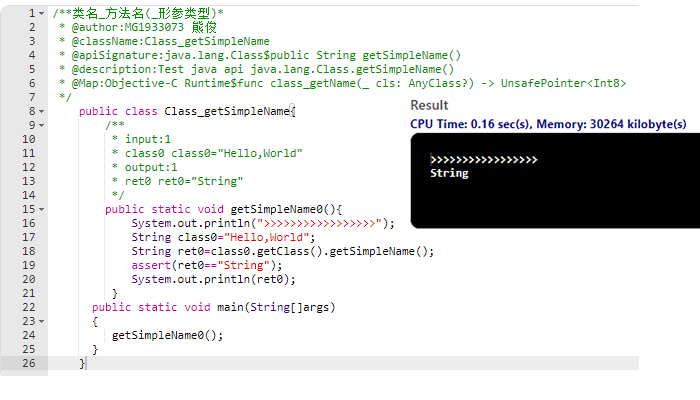 1 /**类名_方法名(_形参类型)*
2 * @author:MG1933073 熊俊
3 * @className:Class_getSimpleName
4 * @apiSignature:java.lang.Class$public String getSimpleName()
5 * @description:Test java api java.lang.Class.getSimpleName()
6 * @Map:Objective-C Runtime$func class_getName(_ cls: AnyClass?) -> UnsafePointer<Int8>
7 */
8 public class Class_getSimpleName{
9 /**
10 * input:1
11 * class0 class0="Hello,World"
12 * output:1
13 * ret0 ret0="String"
14 */
15 public static void getSimpleName0(){
16 System.out.println(">>>>>>>>>>>>>>>>>");
17 String class0="Hello,World";
18 String ret0=class0.getClass().getSimpleName();
19 assert(ret0=="String");
20 System.out.println(ret0);
21 }
22 public static void main(String[]args)
23 {
24 getSimpleName0();
25 }
26 }
Result
CPU Time: 0.16 sec(s), Memory: 30264 kilobyte(s)
>>>>>>>>>>>>>>>>>
String